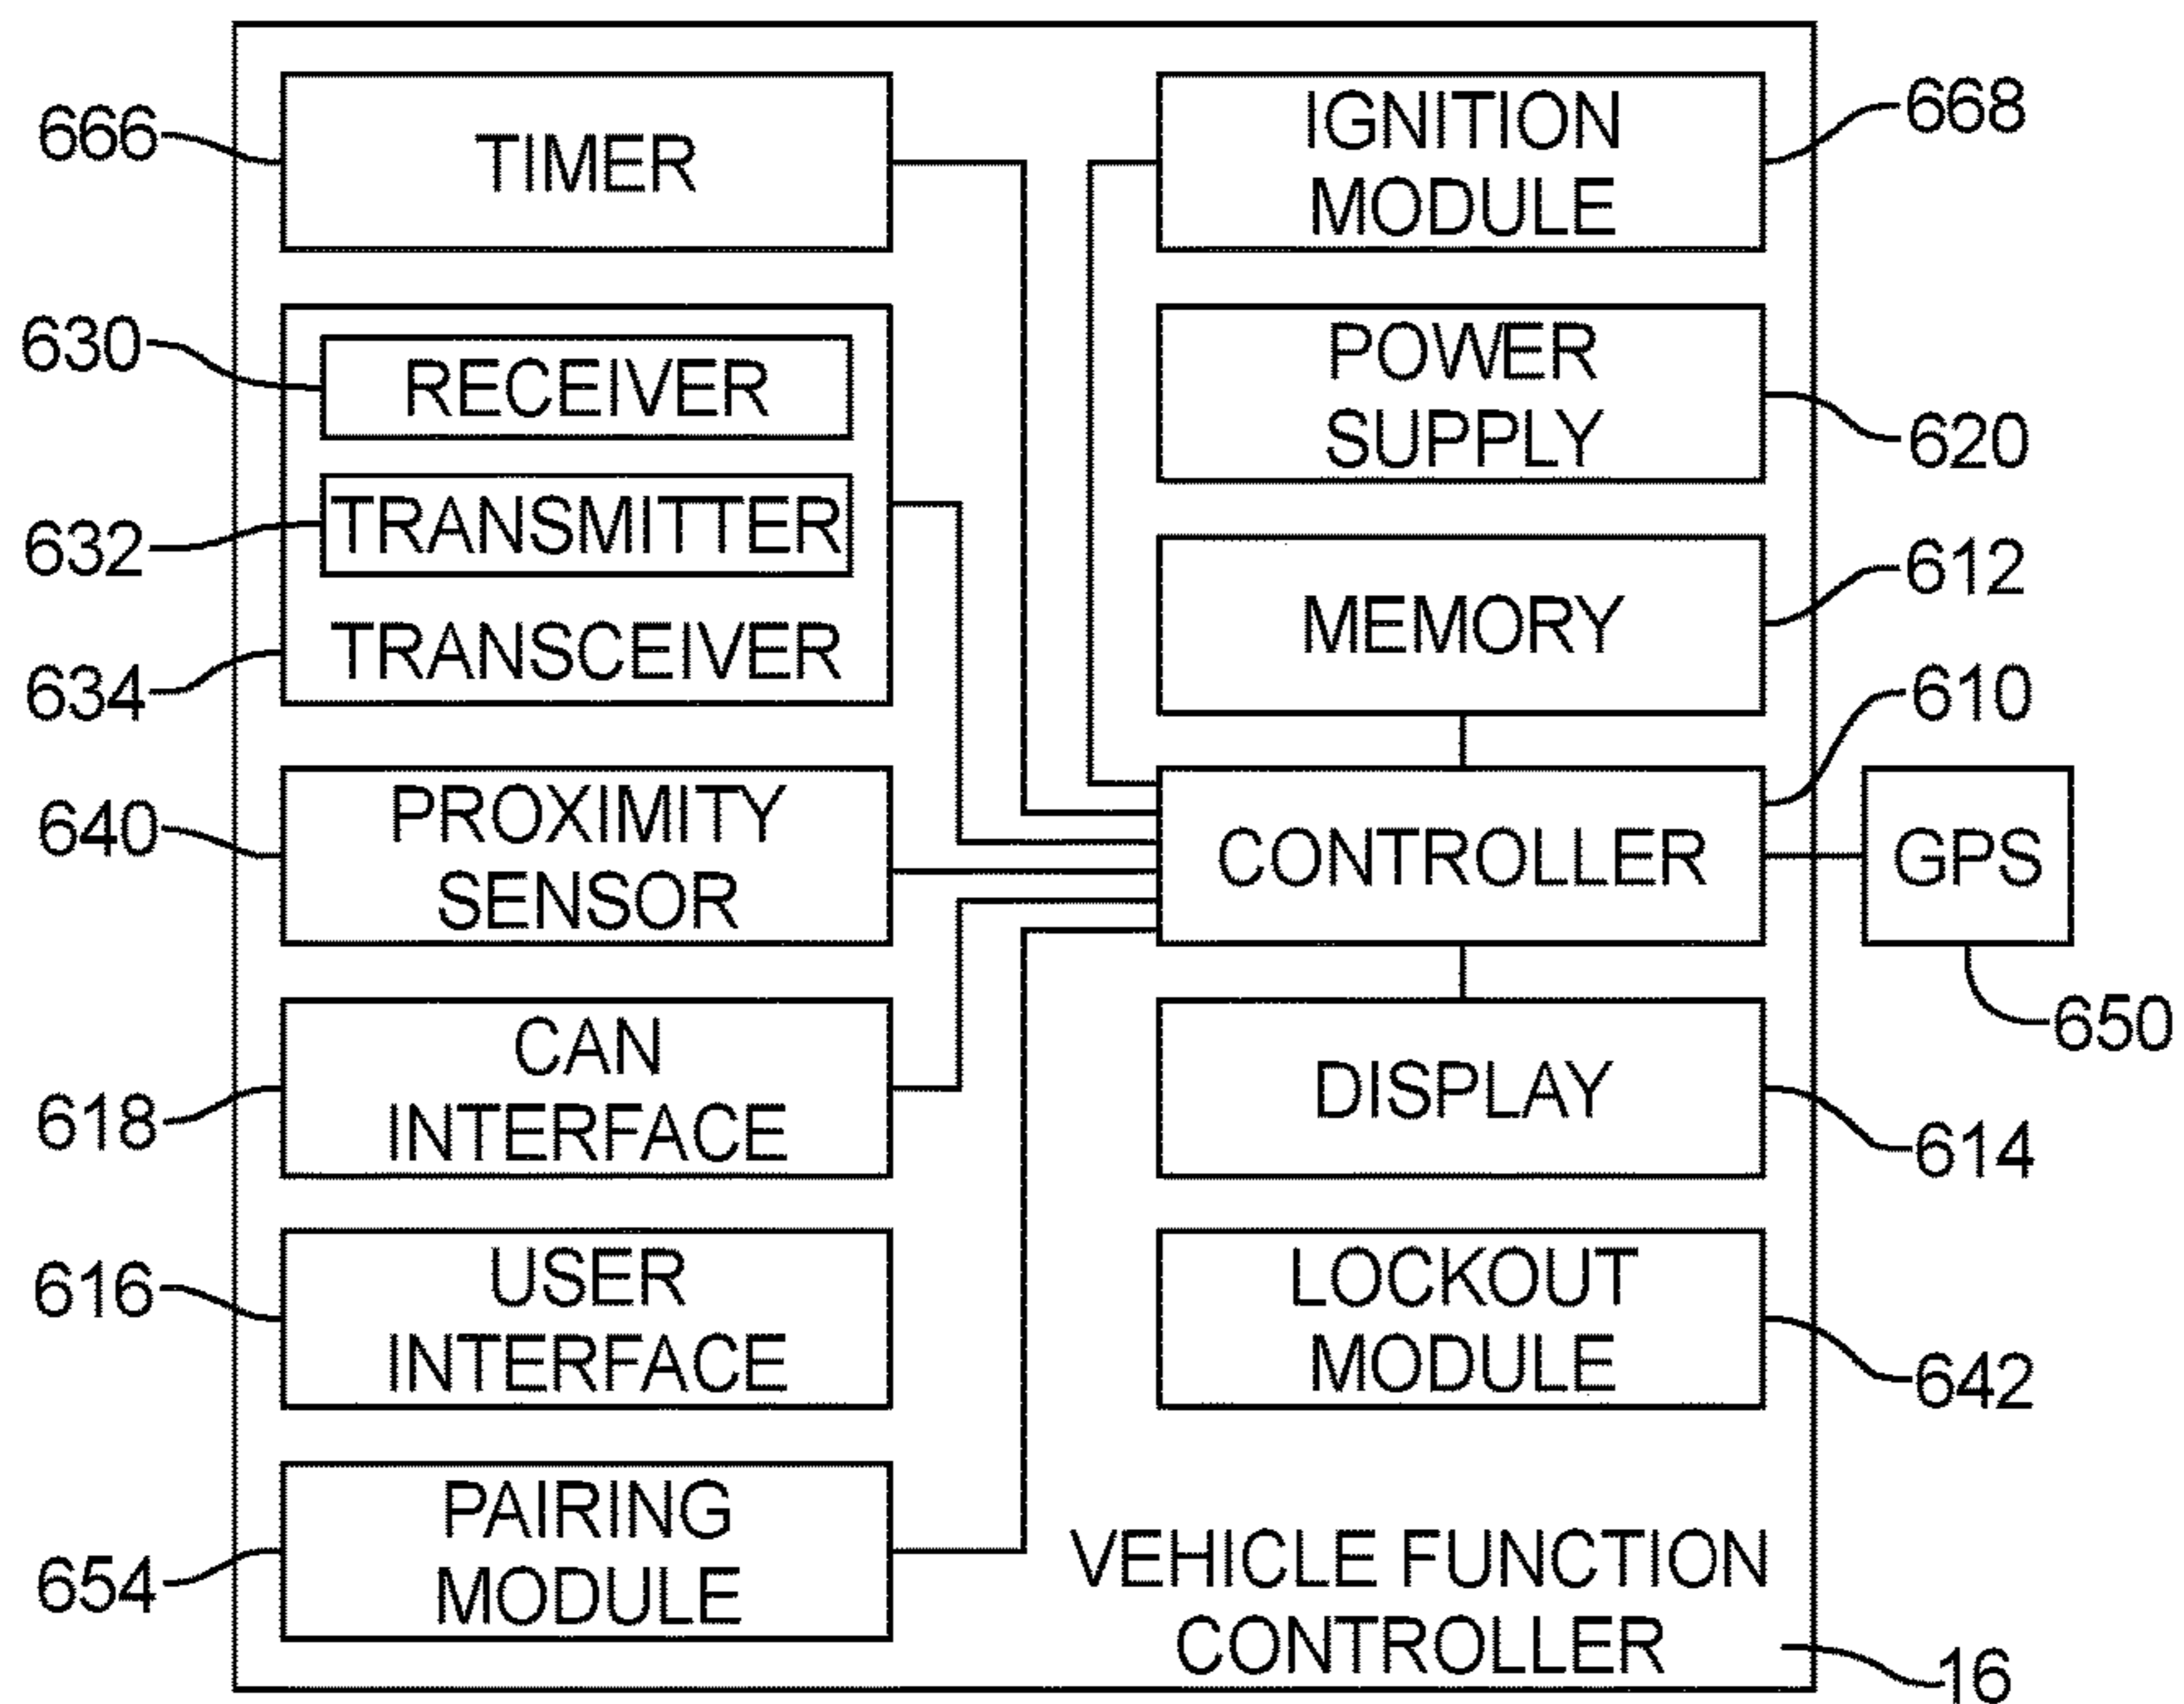 666
TIMER
630
RECEIVER
632
TRANSMITTER
634
TRANSCEIVER
640
PROXIMITY
SENSOR
618
CAN
INTERFACE
616
USER
INTERFACE
654
PAIRING
MODULE
IGNITION
MODULE
668
POWER
SUPPLY
620
MEMORY
612
610
CONTROLLER
GPS
650
DISPLAY
614
LOCKOUT
MODULE
642
VEHICLE FUNCTION
CONTROLLER
16